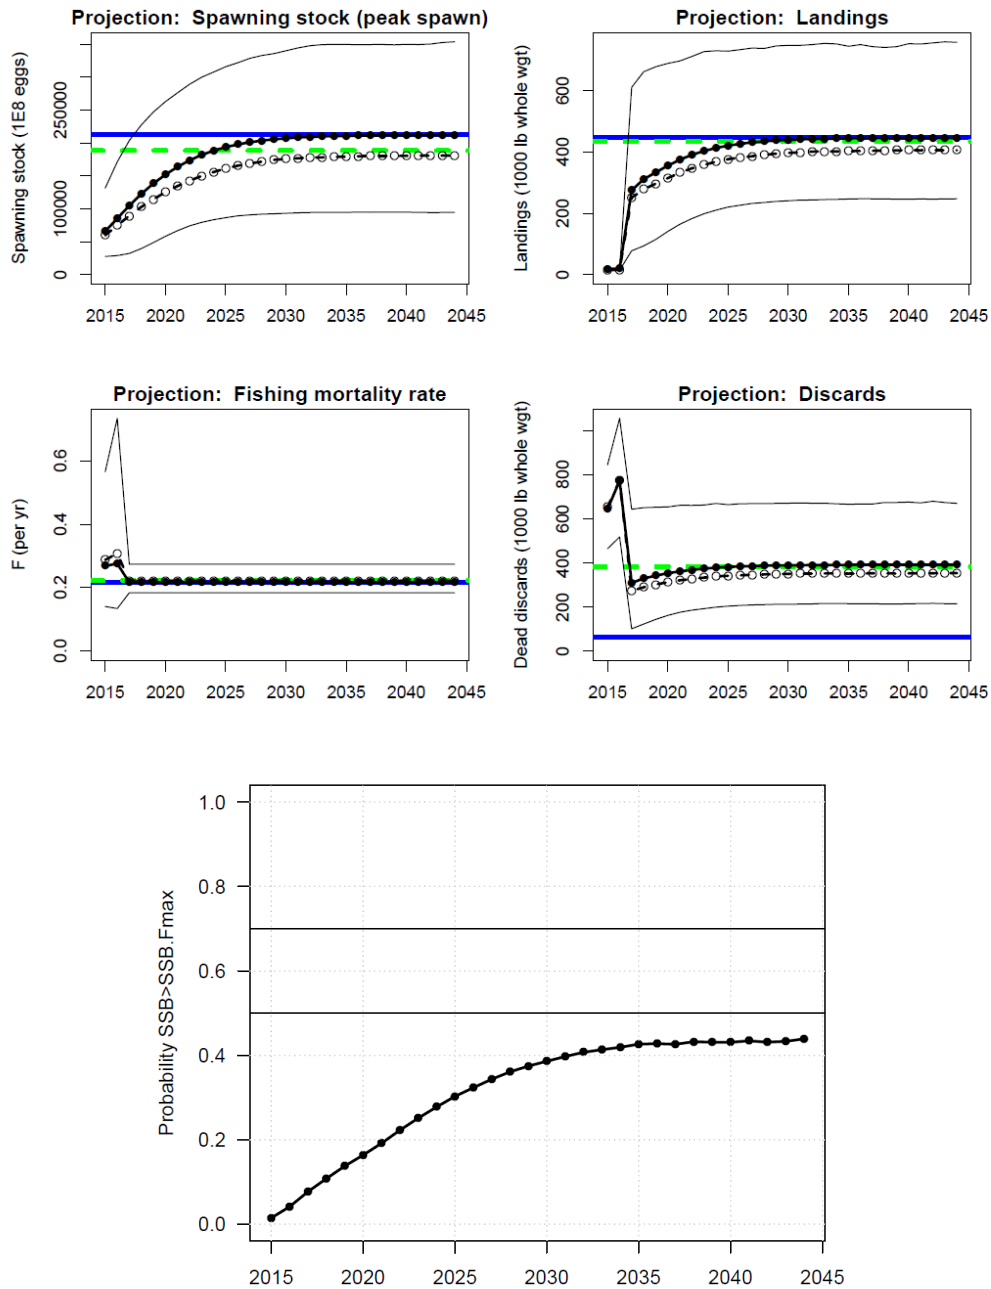 Projection:  Spawning stock (peak spawn)
Spawning stock (1E8 eggs)
0
100000
250000
2015 2020 2025 2030 2035 2040 2045
Projection:  Landings
Landings (1000 lb whole wgt)
0
200
400
600
2015 2020 2025 2030 2035 2040 2045
Projection:  Fishing mortality rate
F (per yr)
0.0
0.2
0.4
0.6
2015 2020 2025 2030 2035 2040 2045
Projection:  Discards
Dead discards (1000 lb whole wgt)
0
200
400
600
800
2015 2020 2025 2030 2035 2040 2045
Probability SSB>SSB.Fmax
1.0
0.8
0.6
0.4
0.2
0.0
2015 2020 2025 2030 2035 2040 2045